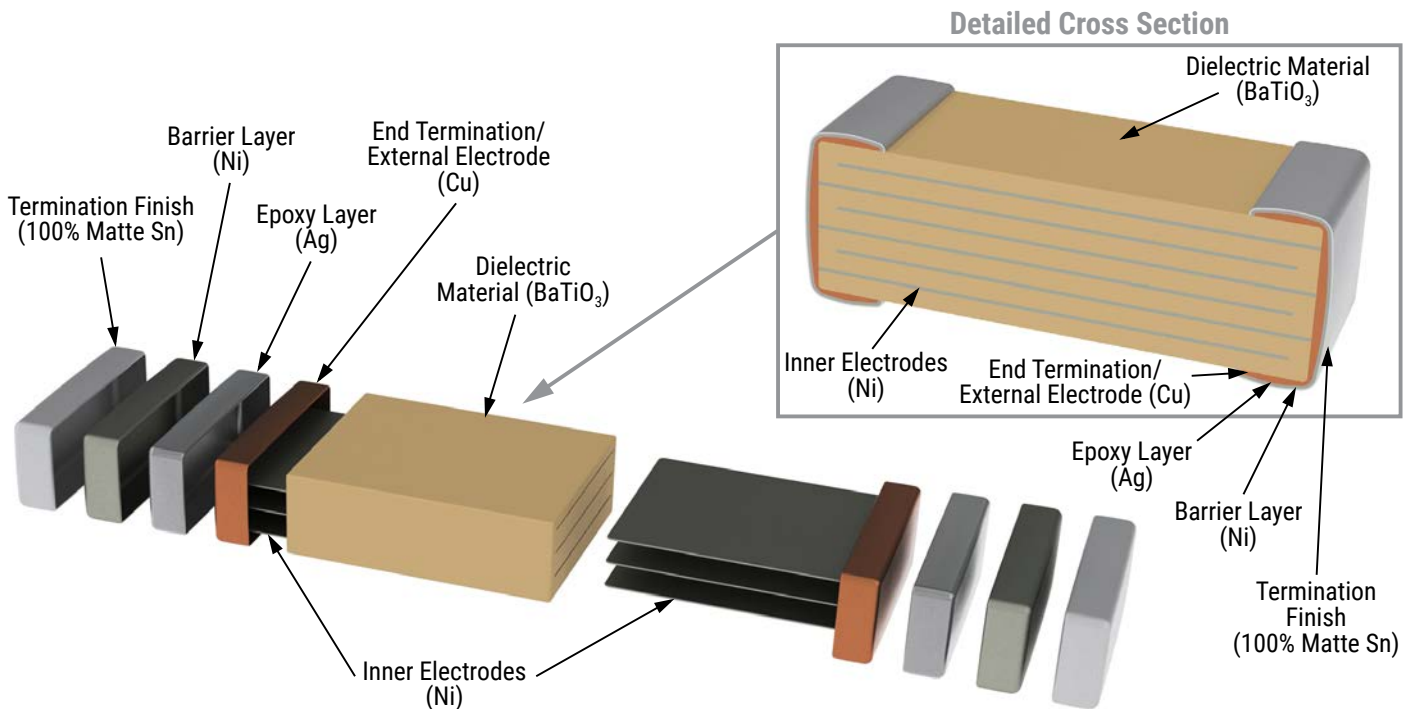 Detailed Cross Section
Dielectric Material
(BaTiO₃)
Inner Electrodes
(Ni)
End Termination/
External Electrode (Cu)
Epoxy Layer
(Ag)
Barrier Layer
(Ni)
Termination
Finish
(100% Matte Sn)
Termination Finish
(100% Matte Sn)
Barrier Layer
(Ni)
Epoxy Layer
(Ag)
End Termination/
External Electrode
(Cu)
Dielectric
Material (BaTiO₃)
Inner Electrodes
(Ni)